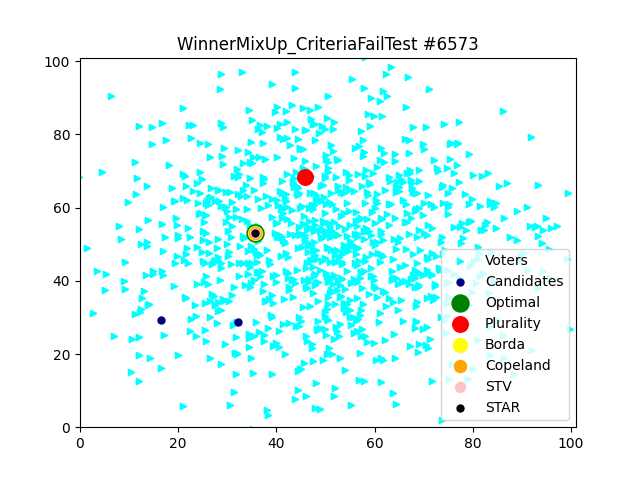 WinnerMixUp_CriteriaFailTest #6573
100
80
60
40
20
0
0
20
40
60
80
100
Voters
Candidates
Optimal
Plurality
Borda
Copeland
STV
STAR